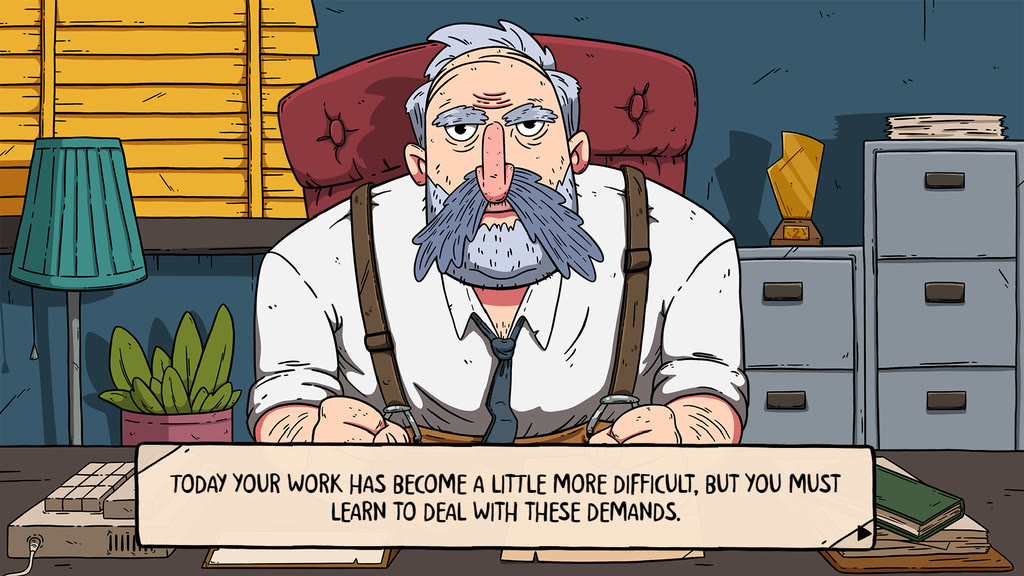 TODAY YOUR WORK HAS BECOME A LITTLE MORE DIFFICULT, BUT YOU MUST
LEARN TO DEAL WITH THESE DEMANDS.